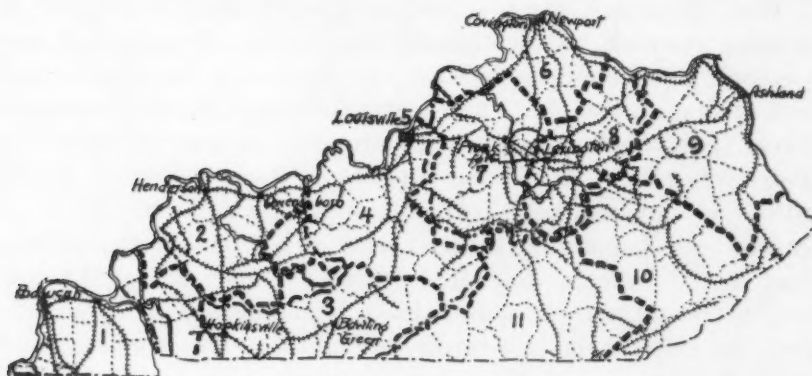 Covington Newport
6
Ashland
Louisville 5
Lexington
8
9
7
Henderson
Owensboro
4
2
10
Paducah
3
Hopkinsville
Bowling
Green
11
1